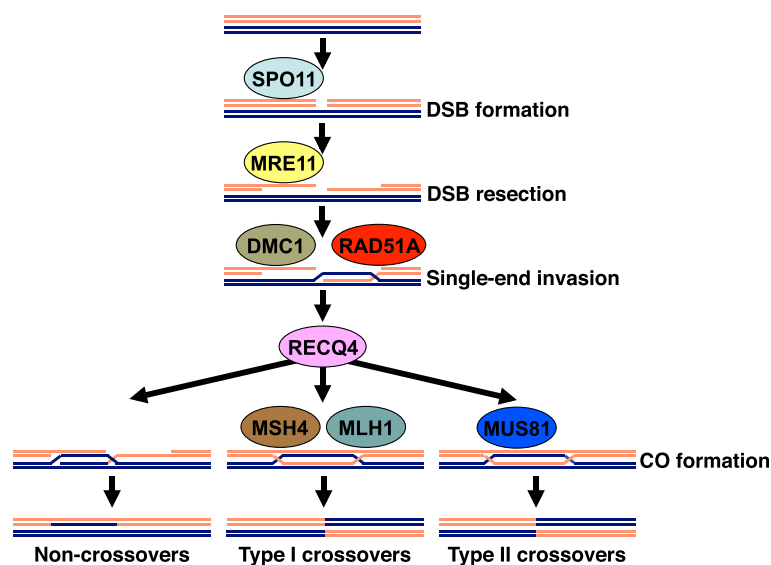 SPO11
DSB formation
MRE11
DSB resection
DMC1
RAD51A
Single-end invasion
RECQ4
MSH4
MLH1
MUS81
CO formation
Non-crossovers
Type I crossovers
Type II crossovers